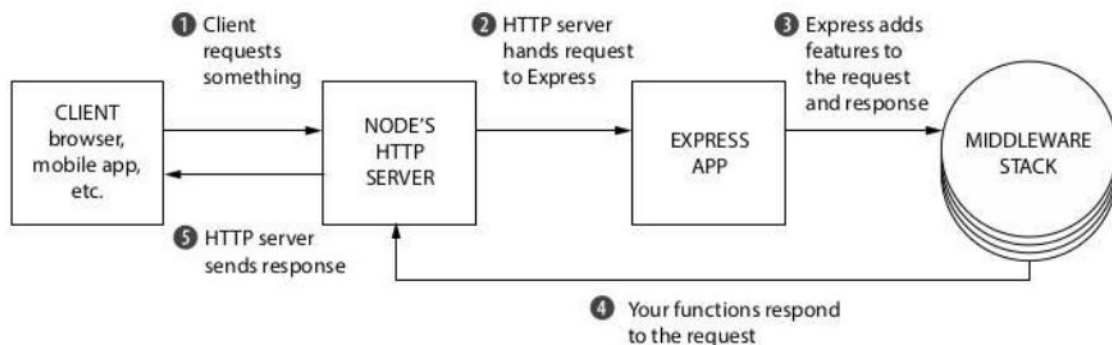 1 Client
requests
something
2 HTTP server
hands request
to Express
3 Express adds
features to
the request
and response
CLIENT
browser,
mobile app,
etc.
NODE’S
HTTP
SERVER
EXPRESS
APP
MIDDLEWARE
STACK
5 HTTP server
sends response
4 Your functions respond
to the request